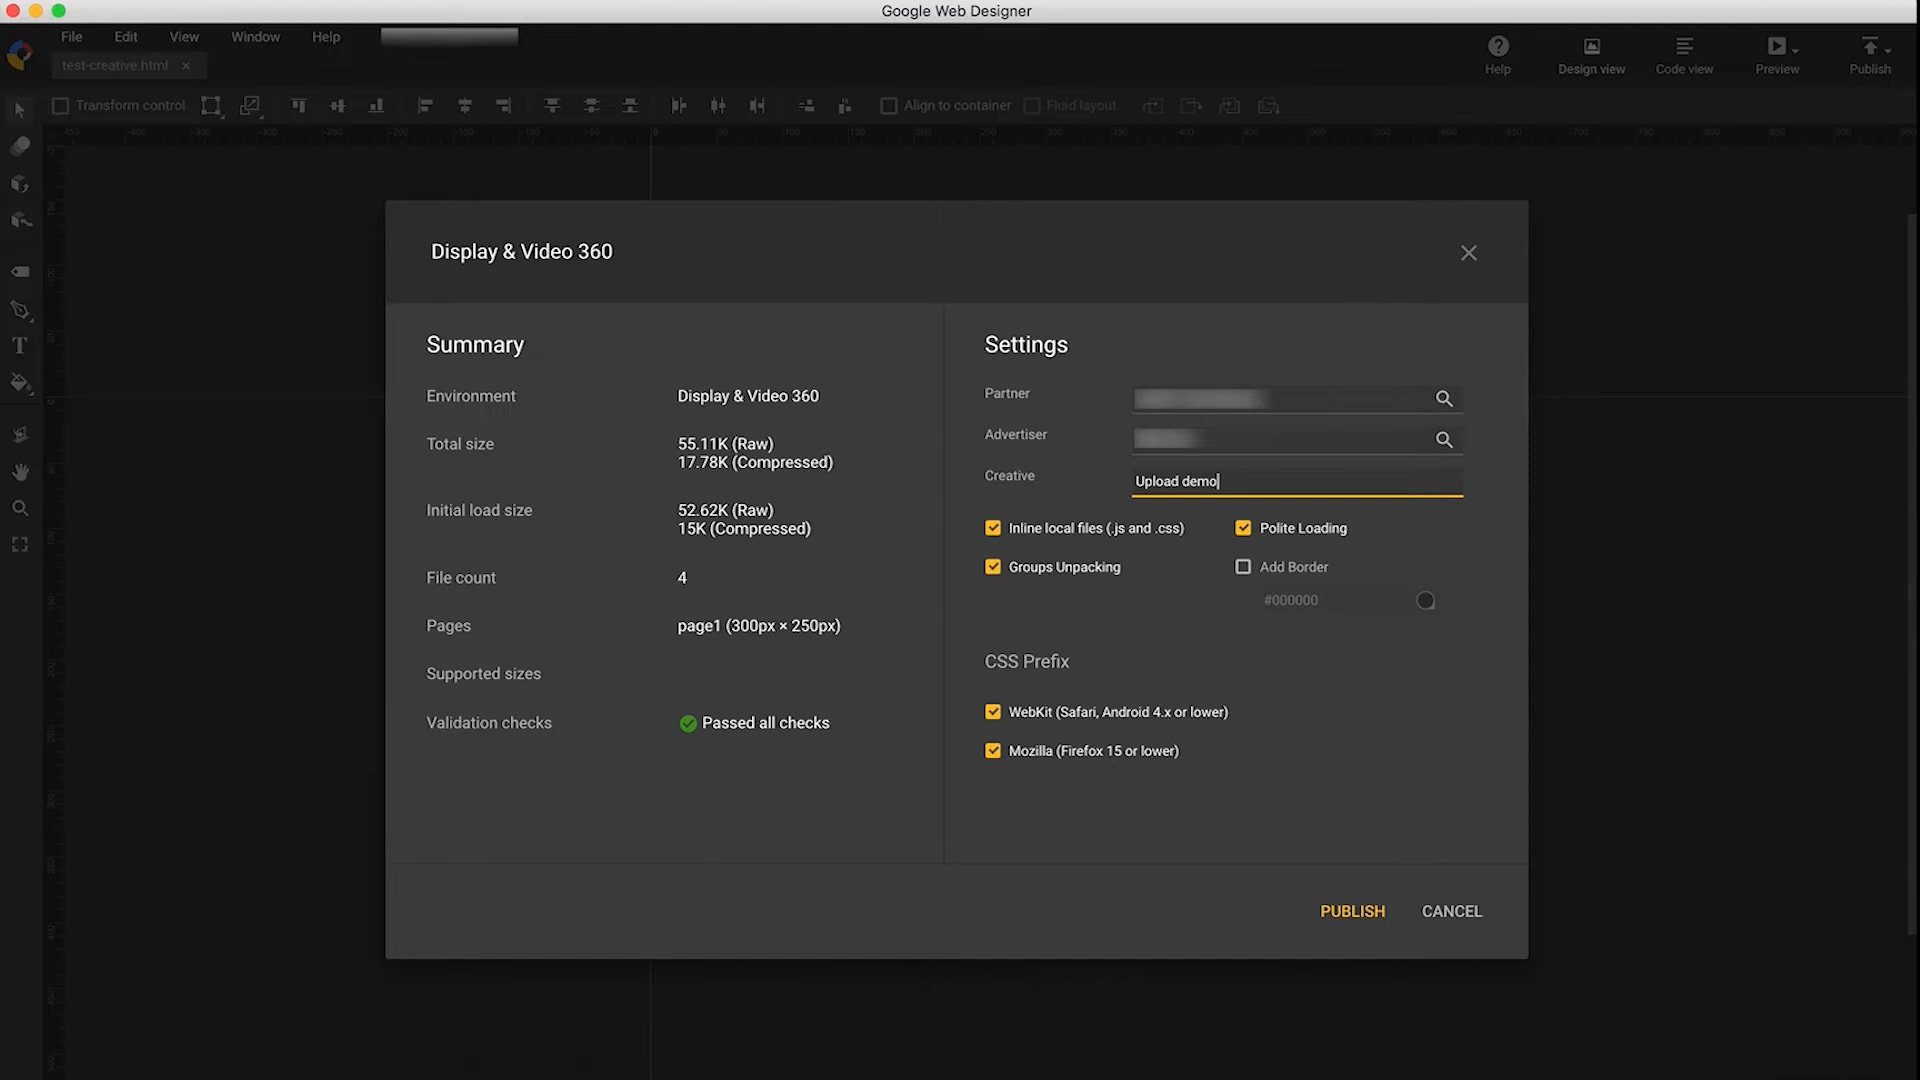 Google Web Designer
File Edit View Window Help
test-creative.html ×
Help Design view Code view Preview Publish
Transform control Align to container Fluid layout
Display & Video 360
Summary
Environment Display & Video 360
Total size 55.11K (Raw)
17.78K (Compressed)
Initial load size 52.62K (Raw)
15K (Compressed)
File count 4
Pages page1 (300px × 250px)
Supported sizes
Validation checks Passed all checks
Settings
Partner
Advertiser
Creative Upload demo
Inline local files (.js and .css) Polite Loading
Groups Unpacking Add Border
#000000
CSS Prefix
WebKit (Safari, Android 4.x or lower)
Mozilla (Firefox 15 or lower)
PUBLISH CANCEL